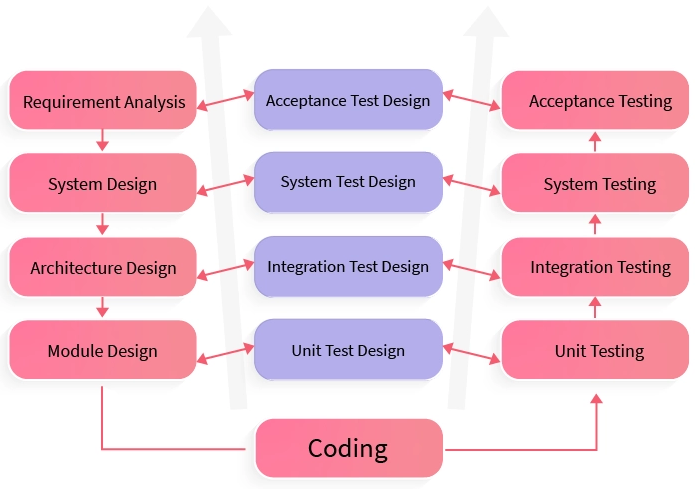 Requirement Analysis
Acceptance Test Design
Acceptance Testing
System Design
System Test Design
System Testing
Architecture Design
Integration Test Design
Integration Testing
Module Design
Unit Test Design
Unit Testing
Coding